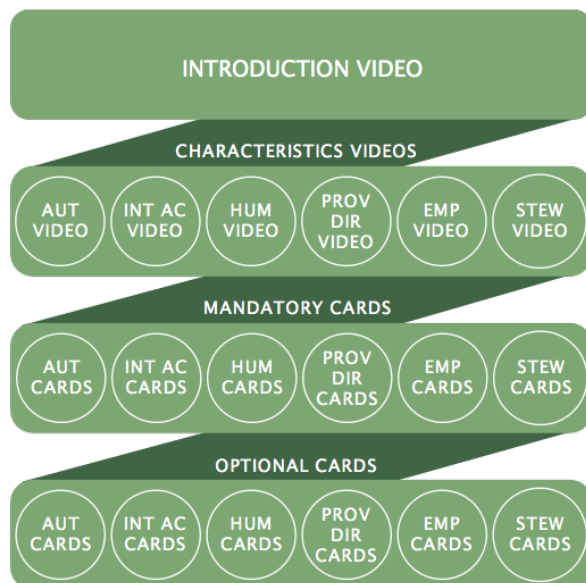 INTRODUCTION VIDEO
CHARACTERISTICS VIDEOS
AUT
VIDEO
INT AC
VIDEO
HUM
VIDEO
PROV
DIR
VIDEO
EMP
VIDEO
STEW
VIDEO
MANDATORY CARDS
AUT
CARDS
INT AC
CARDS
HUM
CARDS
PROV
DIR
CARDS
EMP
CARDS
STEW
CARDS
OPTIONAL CARDS
AUT
CARDS
INT AC
CARDS
HUM
CARDS
PROV
DIR
CARDS
EMP
CARDS
STEW
CARDS